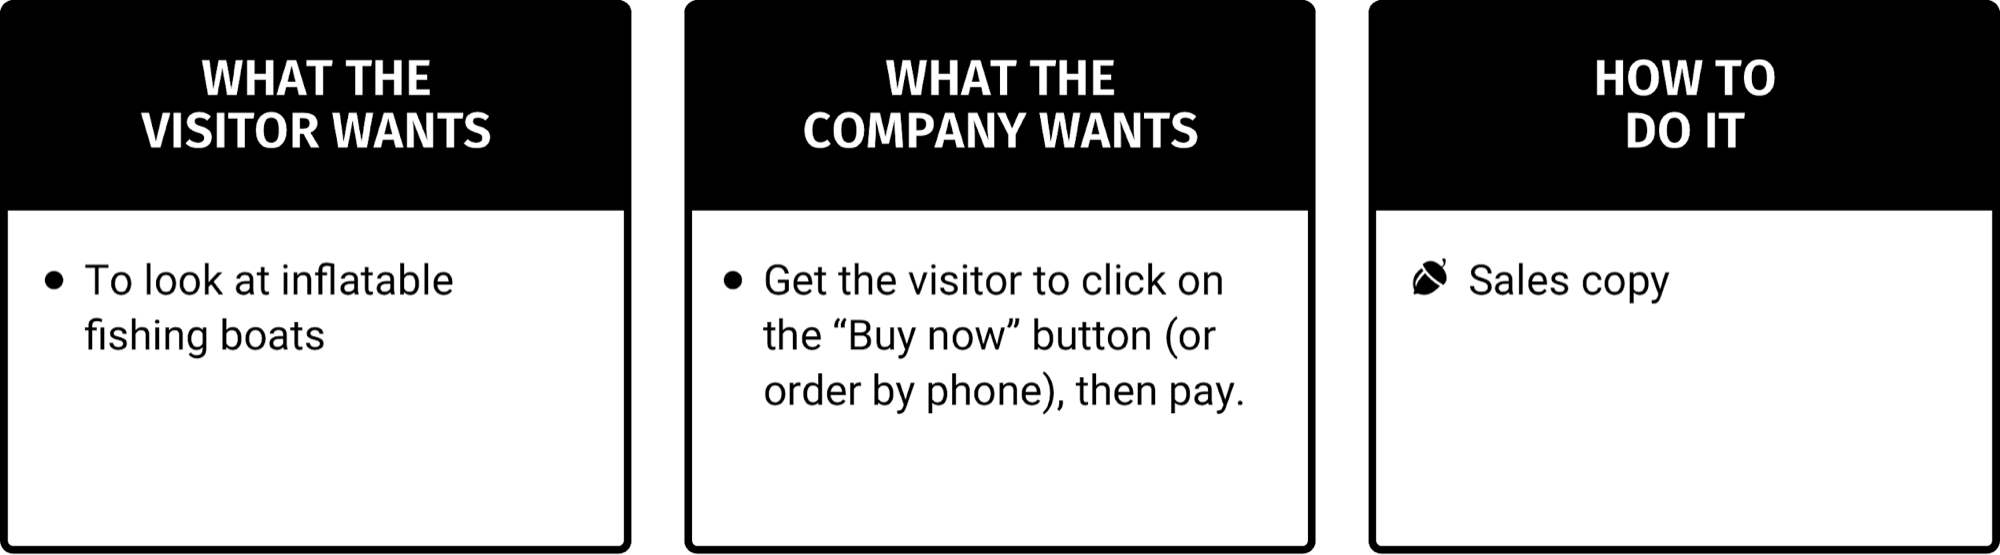 WHAT THE
VISITOR WANTS
To look at inflatable
fishing boats
WHAT THE
COMPANY WANTS
Get the visitor to click on
the “Buy now” button (or
order by phone), then pay.
HOW TO
DO IT
Sales copy